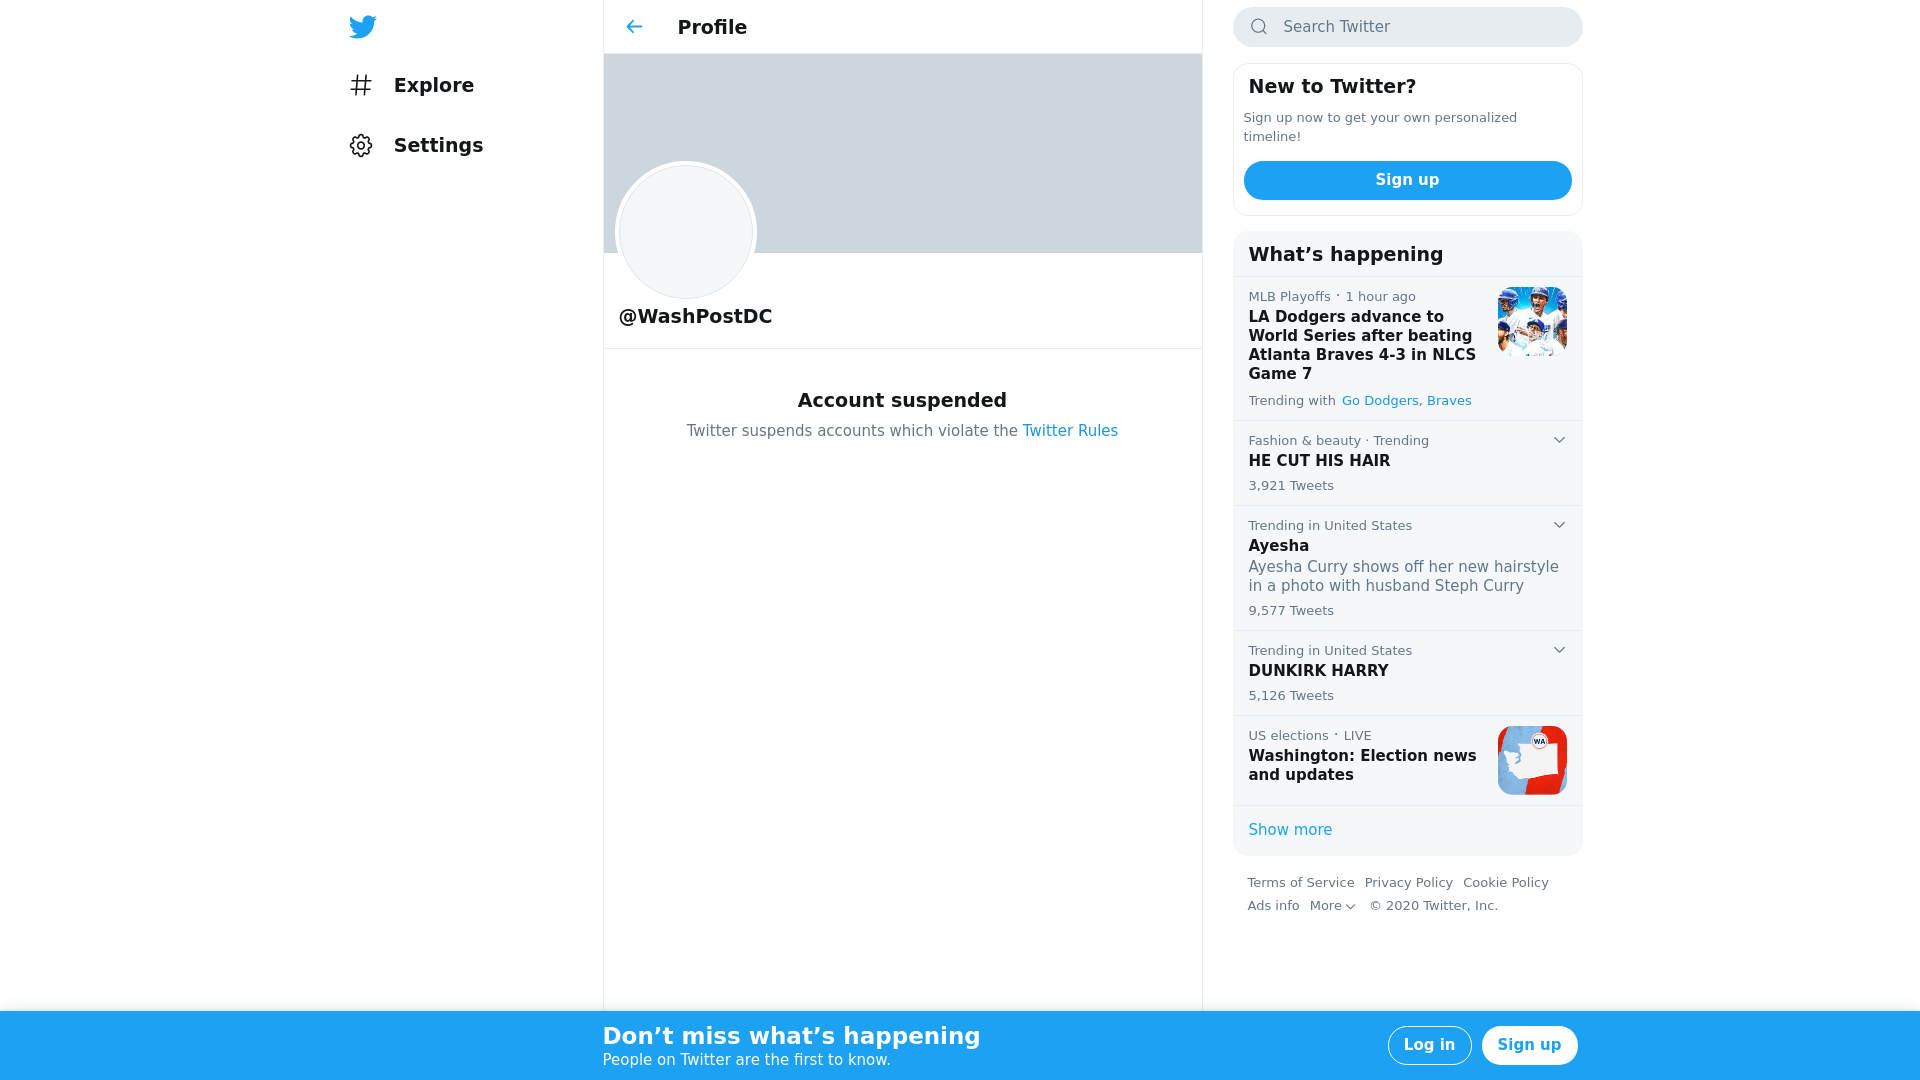 Explore
Settings
Profile
@WashPostDC
Account suspended
Twitter suspends accounts which violate the Twitter Rules
Search Twitter
New to Twitter?
Sign up now to get your own personalized
timeline!
Sign up
What’s happening
MLB Playoffs · 1 hour ago
LA Dodgers advance to
World Series after beating
Atlanta Braves 4-3 in NLCS
Game 7
Trending with Go Dodgers, Braves
Fashion & beauty · Trending
HE CUT HIS HAIR
3,921 Tweets
Trending in United States
Ayesha
Ayesha Curry shows off her new hairstyle
in a photo with husband Steph Curry
9,577 Tweets
Trending in United States
DUNKIRK HARRY
5,126 Tweets
US elections · LIVE
Washington: Election news
and updates
WA
Show more
Terms of Service Privacy Policy Cookie Policy
Ads info More © 2020 Twitter, Inc.
Don’t miss what’s happening
People on Twitter are the first to know.
Log in
Sign up